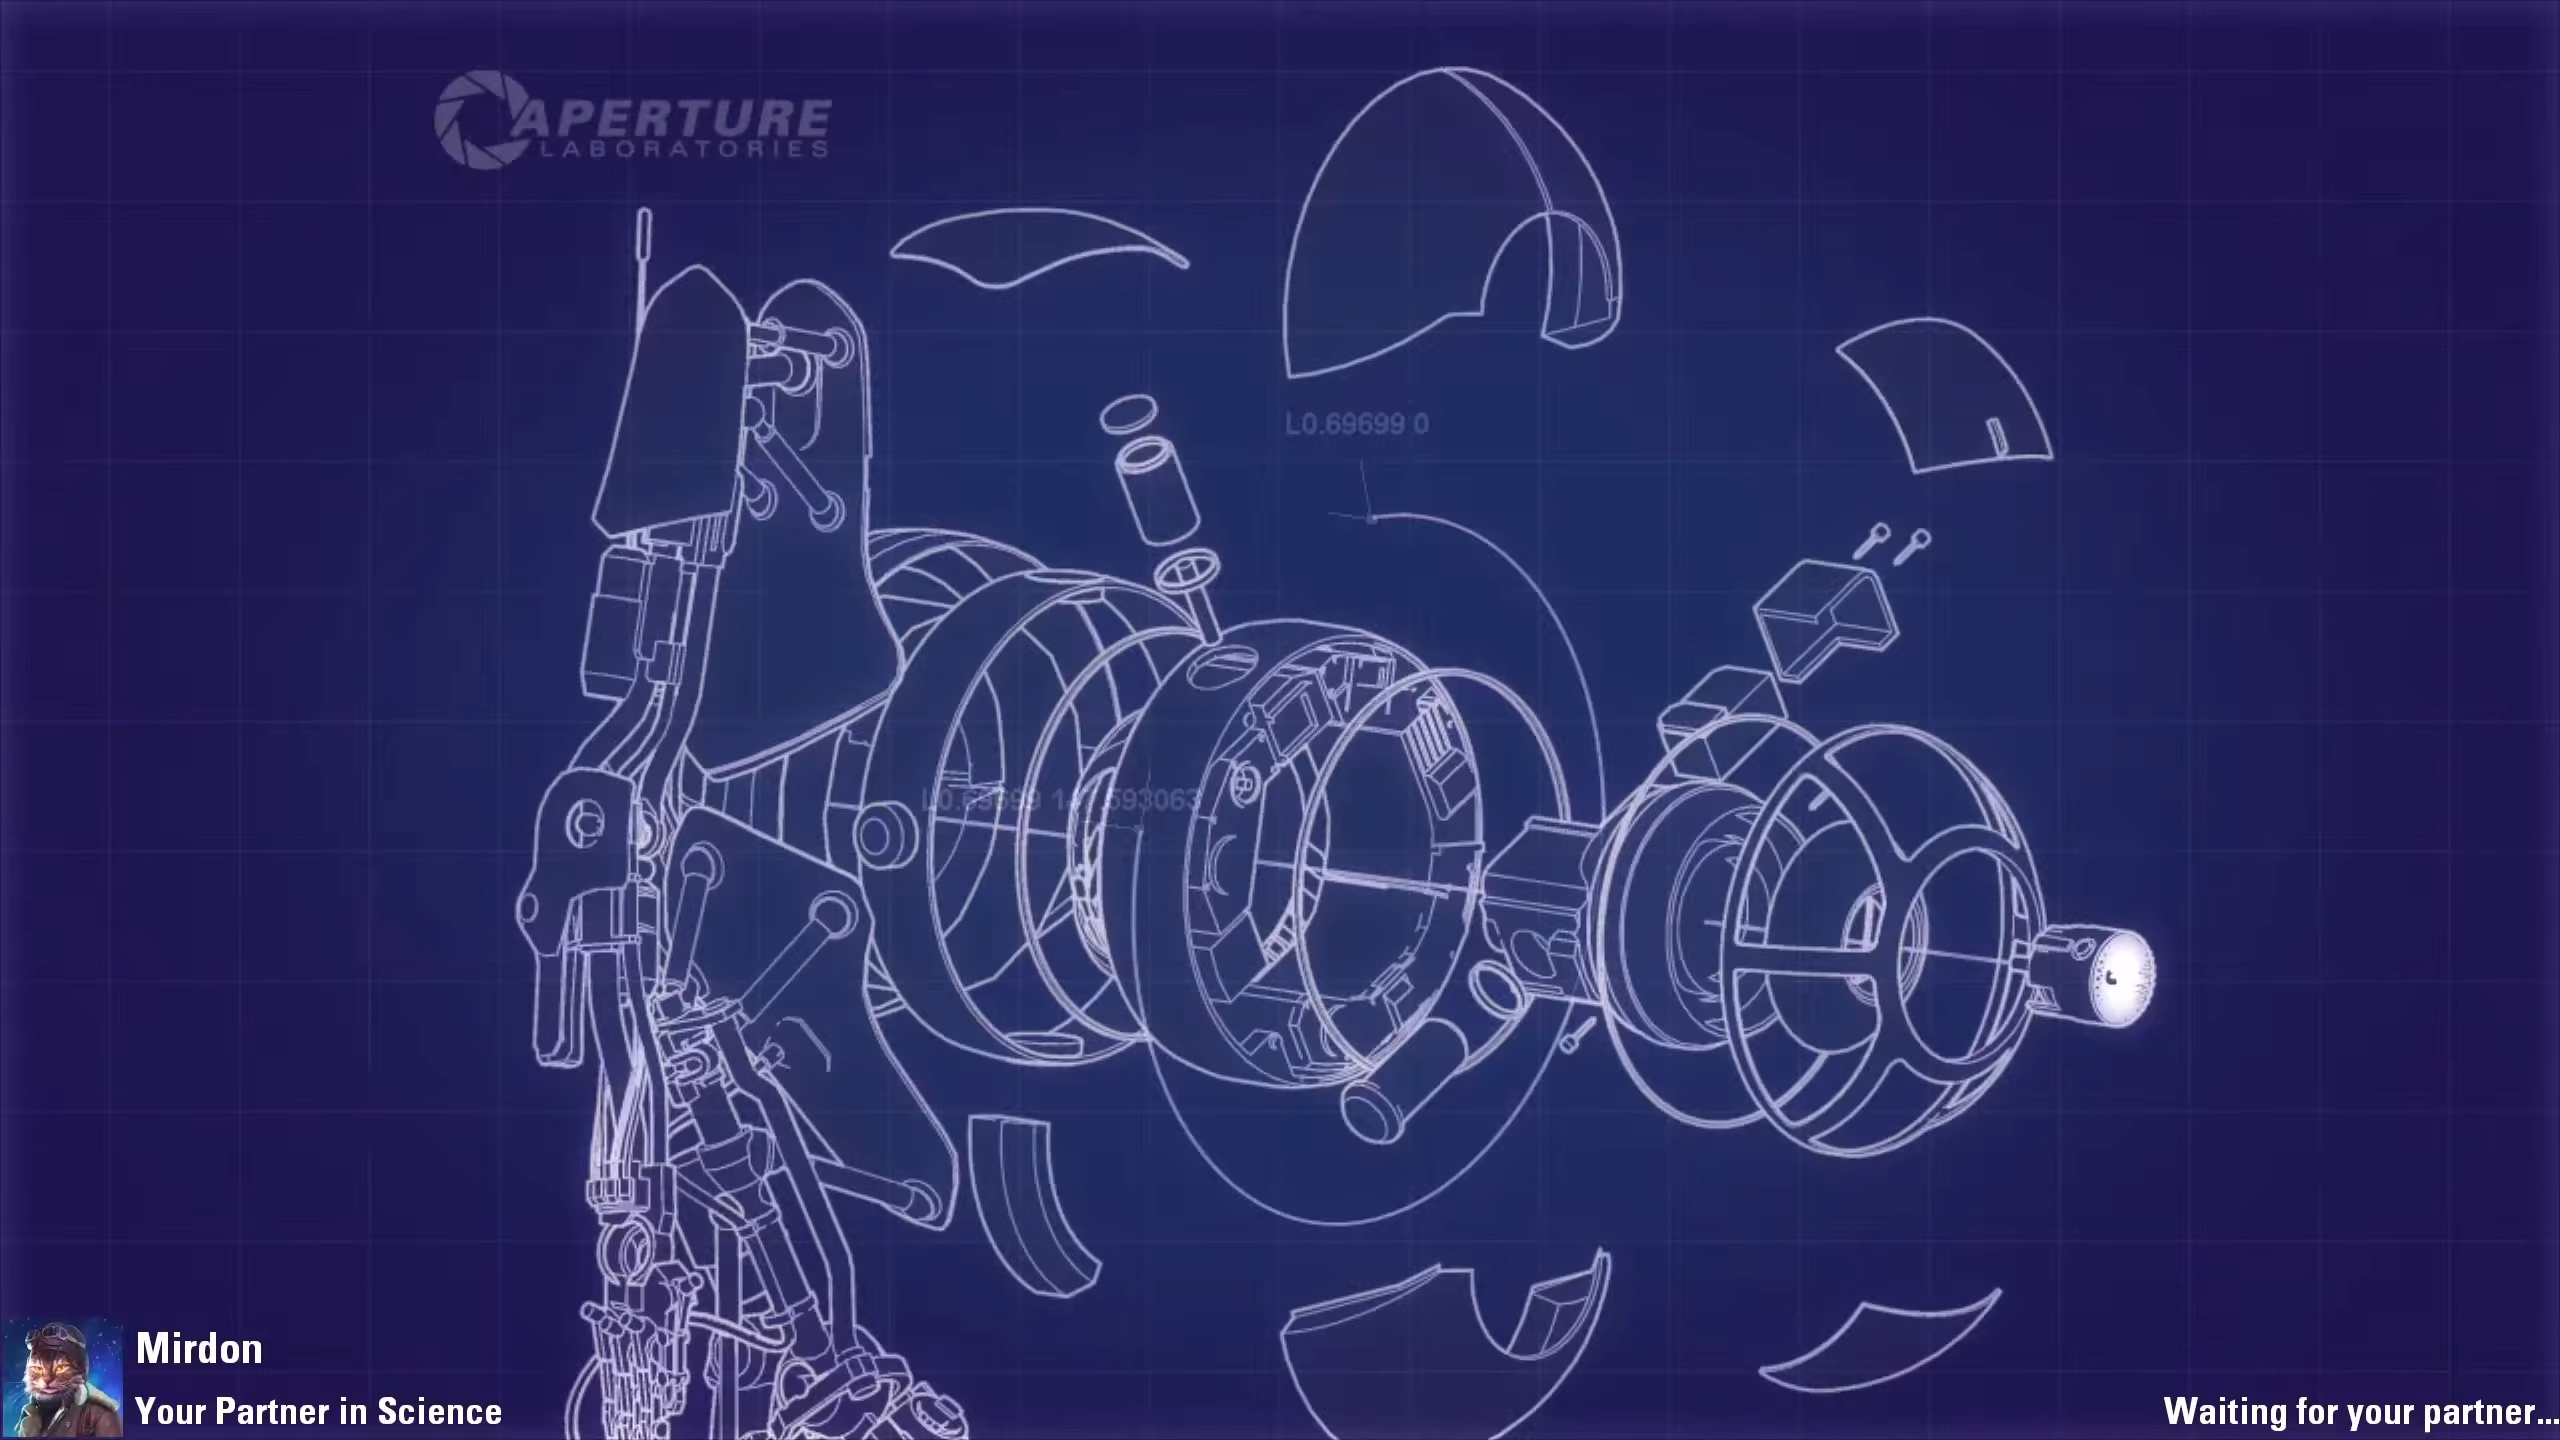 APERTURE
LABORATORIES
L0.69699 0
Mirdon
Your Partner in Science
Waiting for your partner...